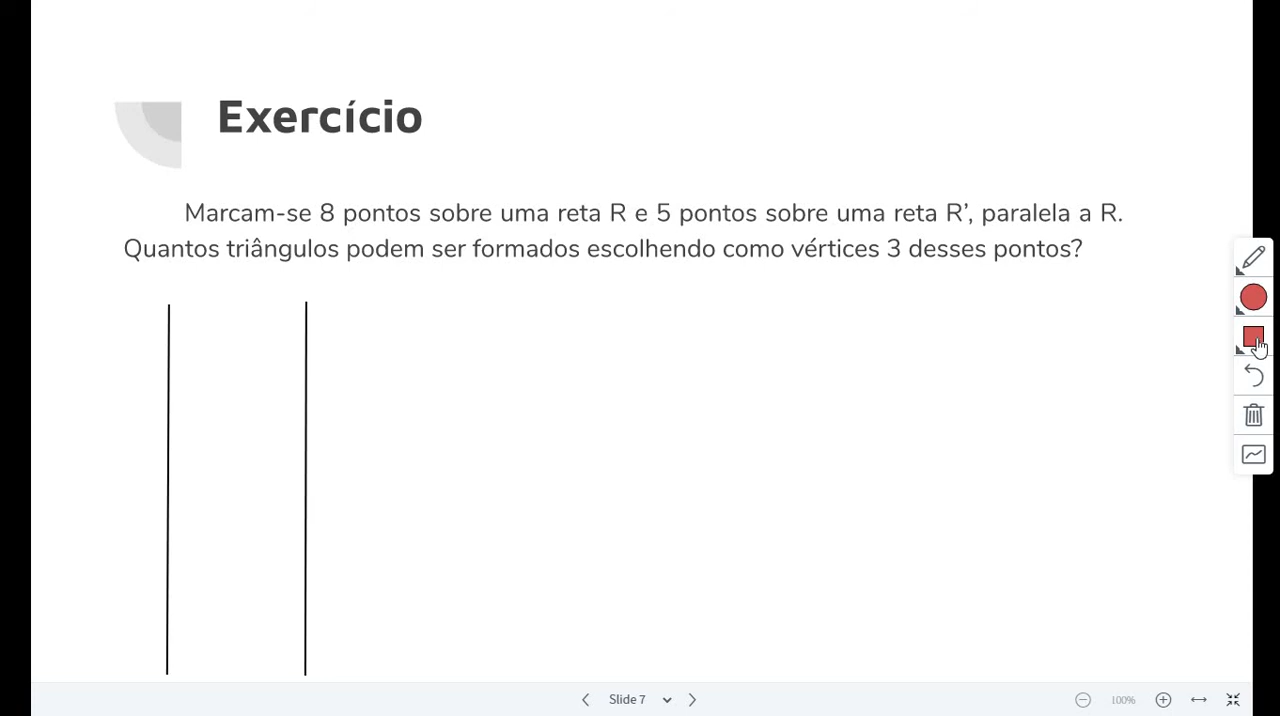 Exercício
Marcam-se 8 pontos sobre uma reta R e 5 pontos sobre uma reta R’, paralela a R.
Quantos triângulos podem ser formados escolhendo como vértices 3 desses pontos?
Slide 7
100%